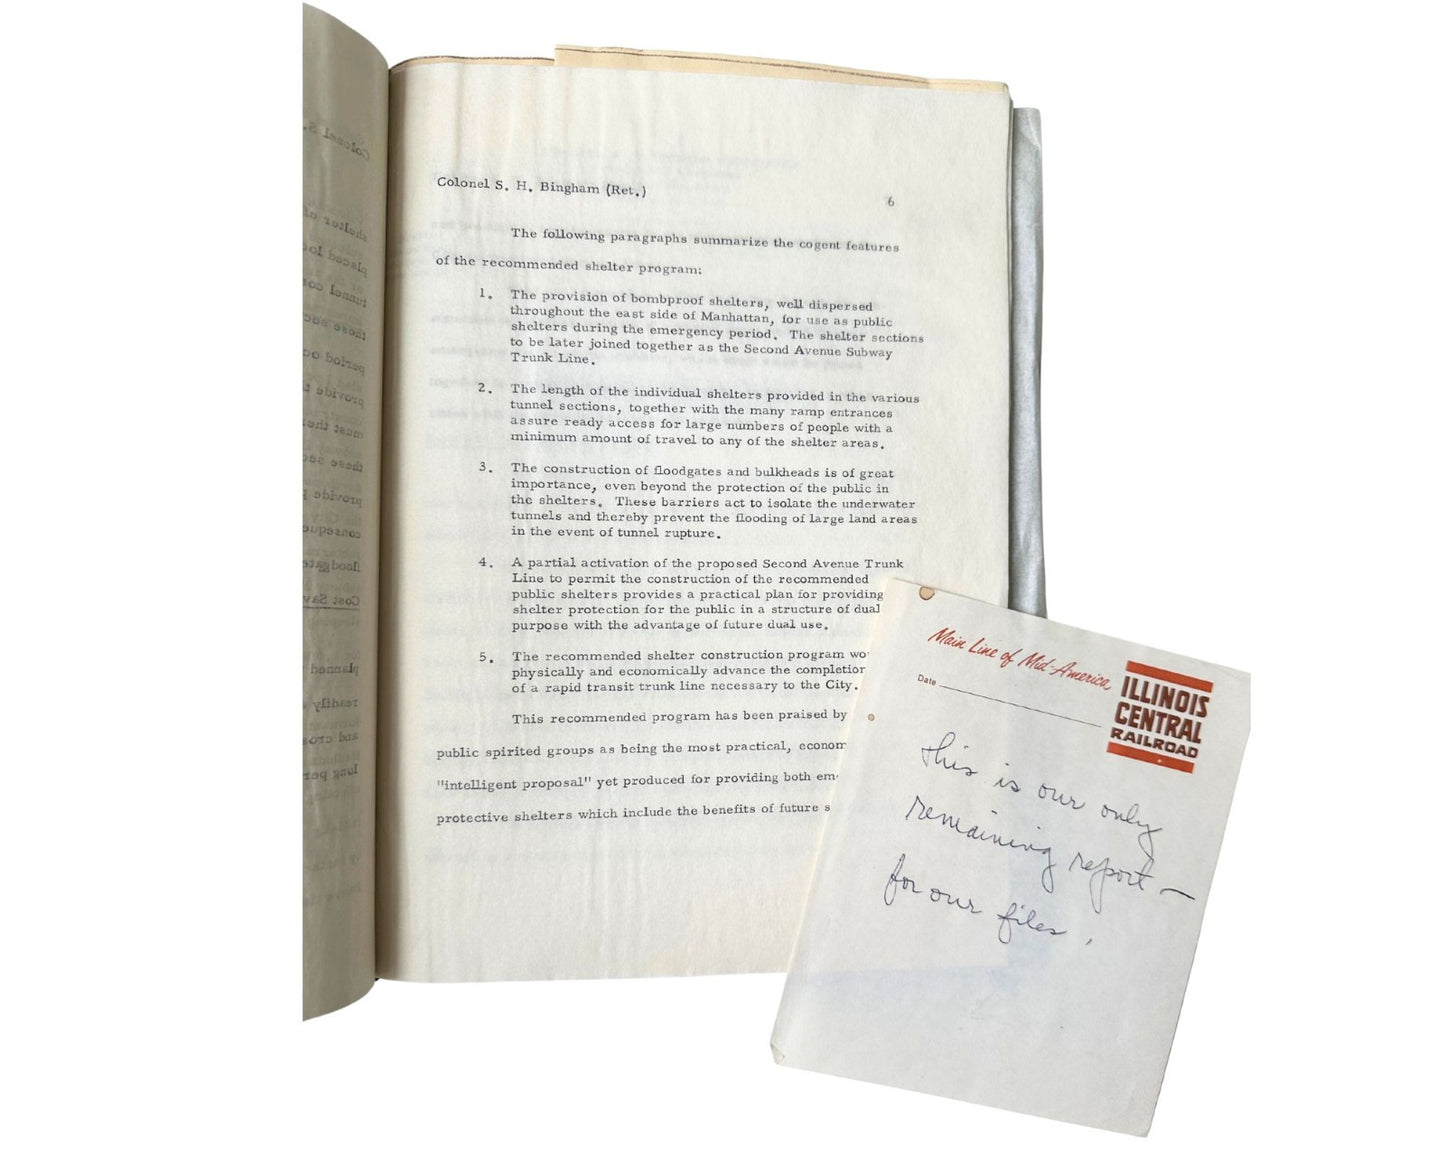 Colonel S. H. Bingham (Ret.)
6
The following paragraphs summarize the cogent features
of the recommended shelter program:
1. The provision of bombproof shelters, well dispersed
throughout the east side of Manhattan, for use as public
shelters during the emergency period. The shelter sections
to be later joined together as the Second Avenue Subway
Trunk Line.
2. The length of the individual shelters provided in the various
tunnel sections, together with the many ramp entrances
assure ready access for large numbers of people with a
minimum amount of travel to any of the shelter areas.
3. The construction of floodgates and bulkheads is of great
importance, even beyond the protection of the public in
the shelters. These barriers act to isolate the underwater
tunnels and thereby prevent the flooding of large land areas
in the event of tunnel rupture.
4. A partial activation of the proposed Second Avenue Trunk
Line to permit the construction of the recommended
public shelters provides a practical plan for providing
shelter protection for the public in a structure of dual
purpose with the advantage of future dual use.
5. The recommended shelter construction program wo
physically and economically advance the completion
of a rapid transit trunk line necessary to the City.
This recommended program has been praised by
public spirited groups as being the most practical, econom
"intelligent proposal" yet produced for providing both em
protective shelters which include the benefits of future s
Main Line of Mid-America
ILLINOIS
CENTRAL
RAILROAD
Date
this is our only
remaining report —
for our files.